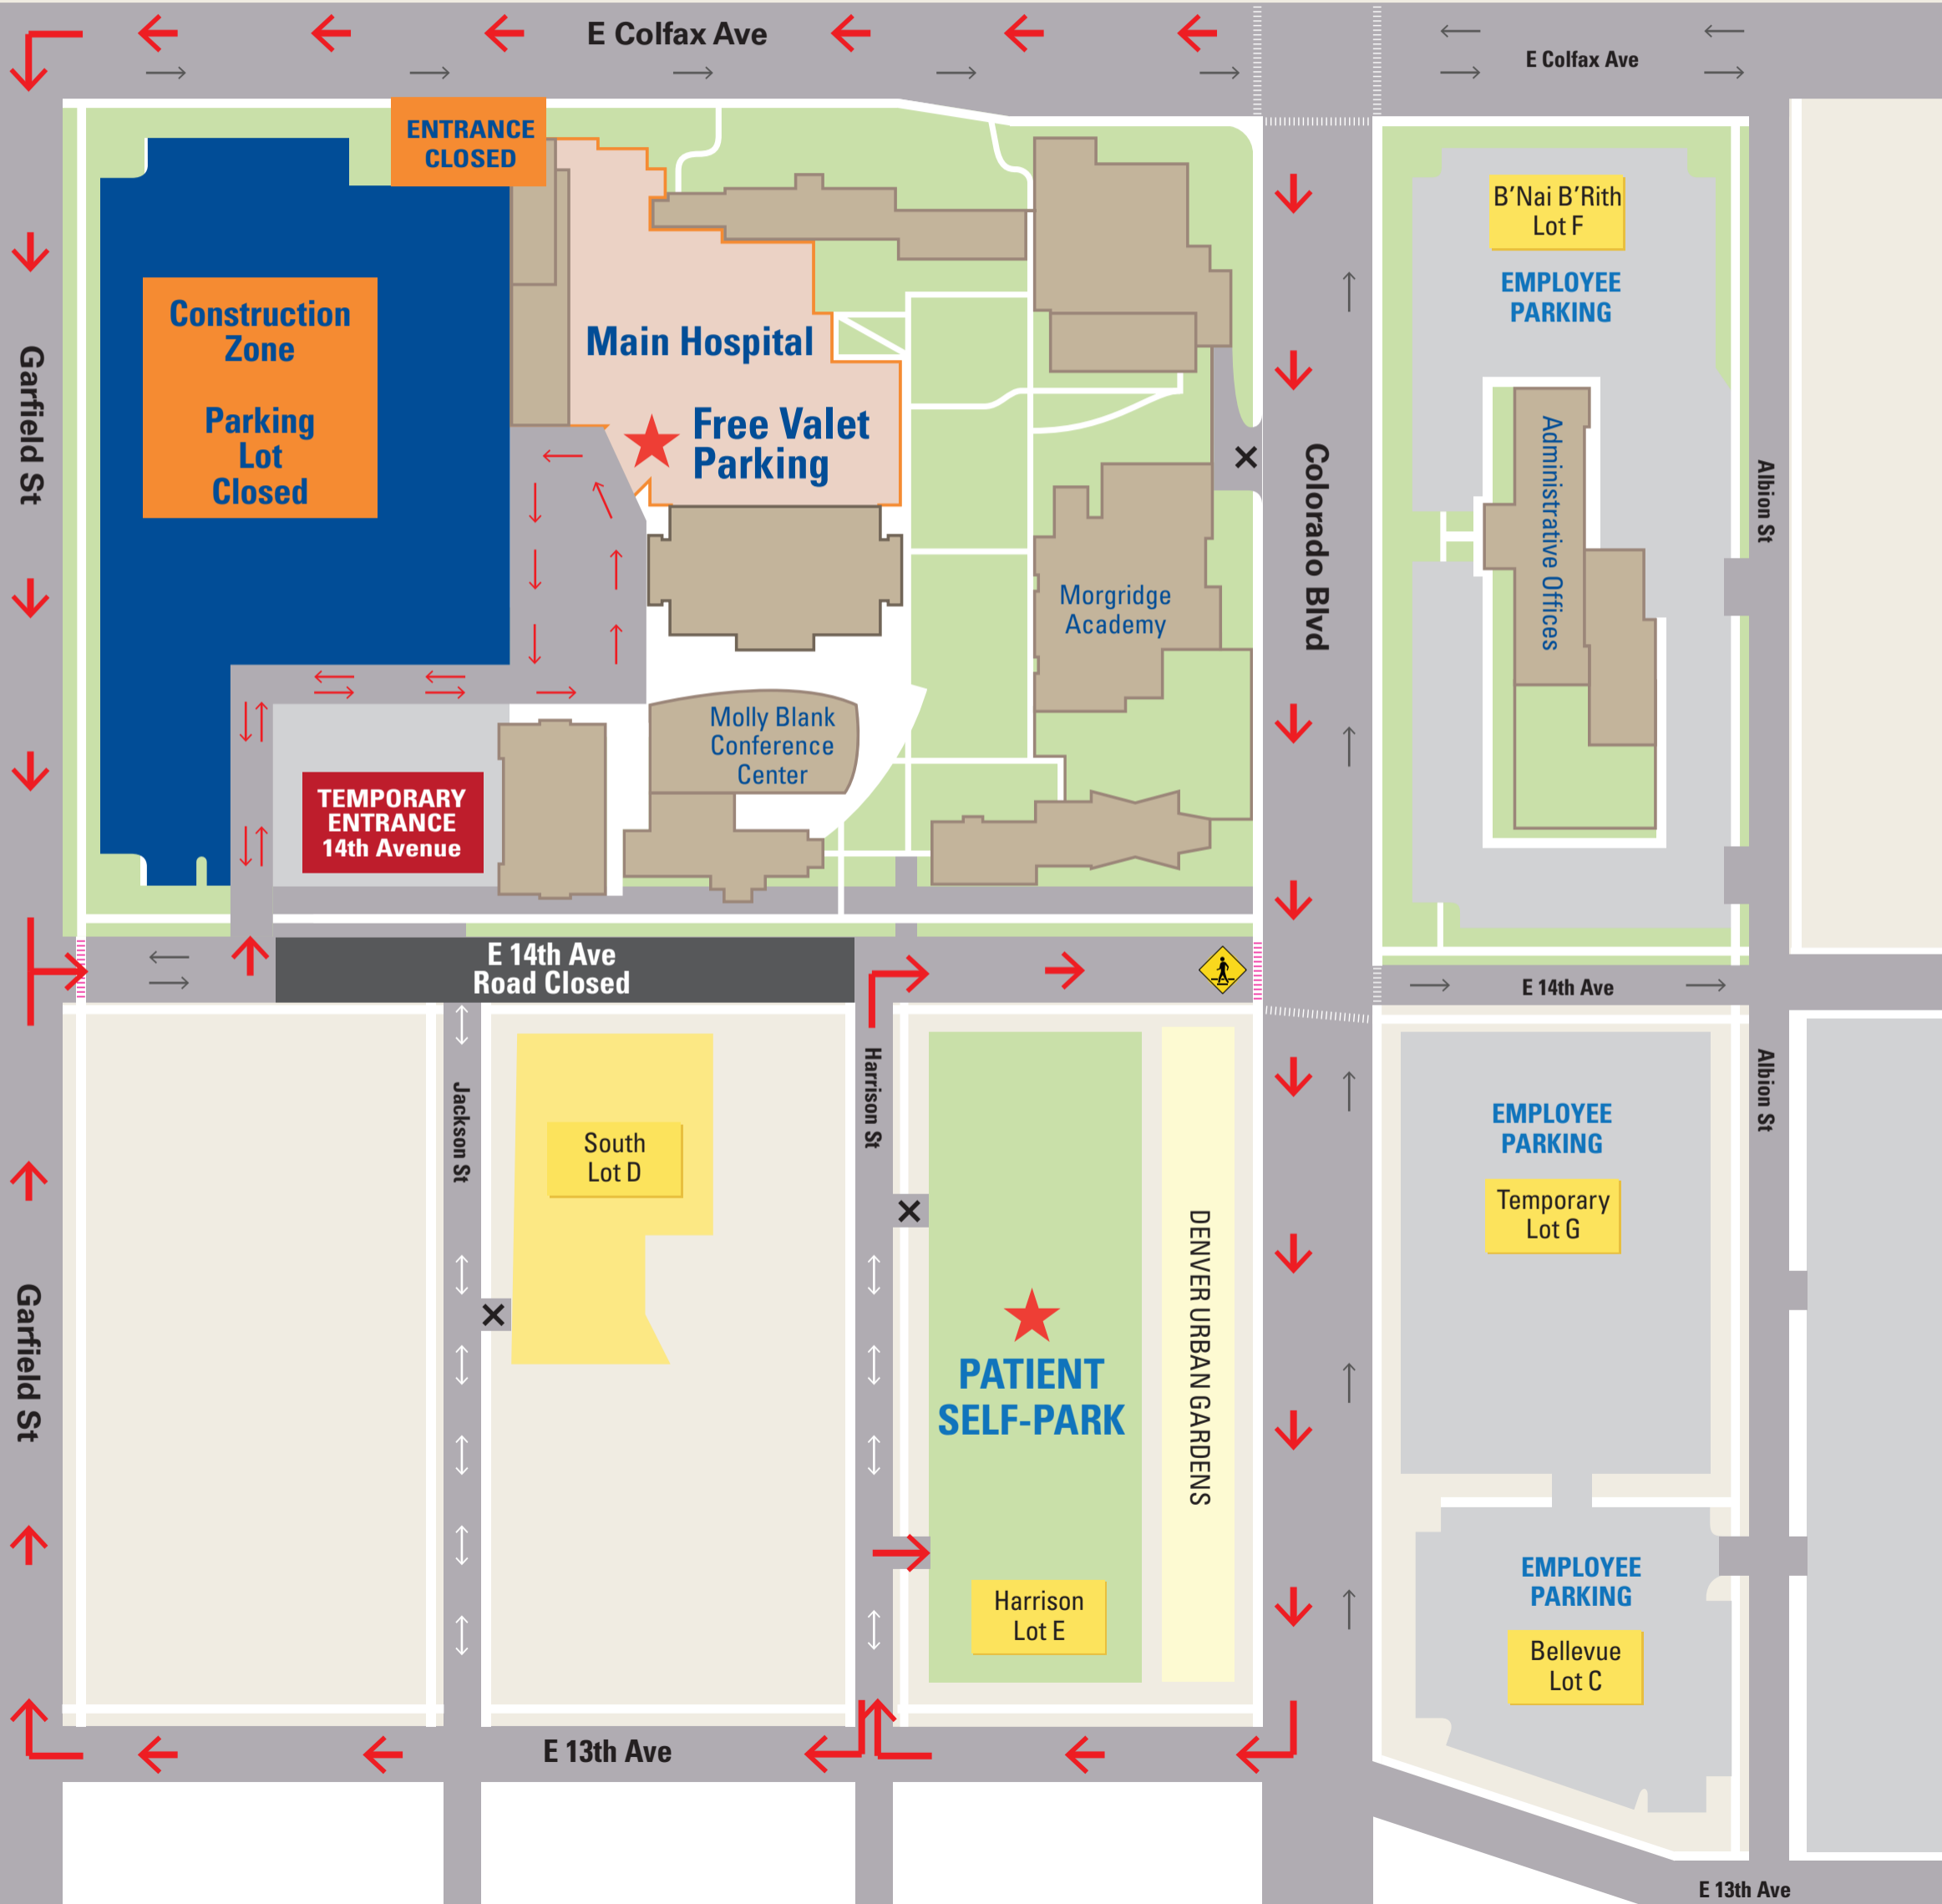 E Colfax Ave
E Colfax Ave
ENTRANCE
CLOSED
B'Nai B'Rith
Lot F
EMPLOYEE
PARKING
Construction
Zone
Parking
Lot
Closed
Main Hospital
Free Valet
Parking
Garfield St
Colorado Blvd
Administrative Offices
Albion St
Morgridge
Academy
Molly Blank
Conference
Center
TEMPORARY
ENTRANCE
14th Avenue
E 14th Ave
Road Closed
E 14th Ave
Jackson St
Harrison St
Albion St
South
Lot D
EMPLOYEE
PARKING
Temporary
Lot G
DENVER URBAN GARDENS
Garfield St
PATIENT
SELF-PARK
Harrison
Lot E
EMPLOYEE
PARKING
Bellevue
Lot C
E 13th Ave
E 13th Ave